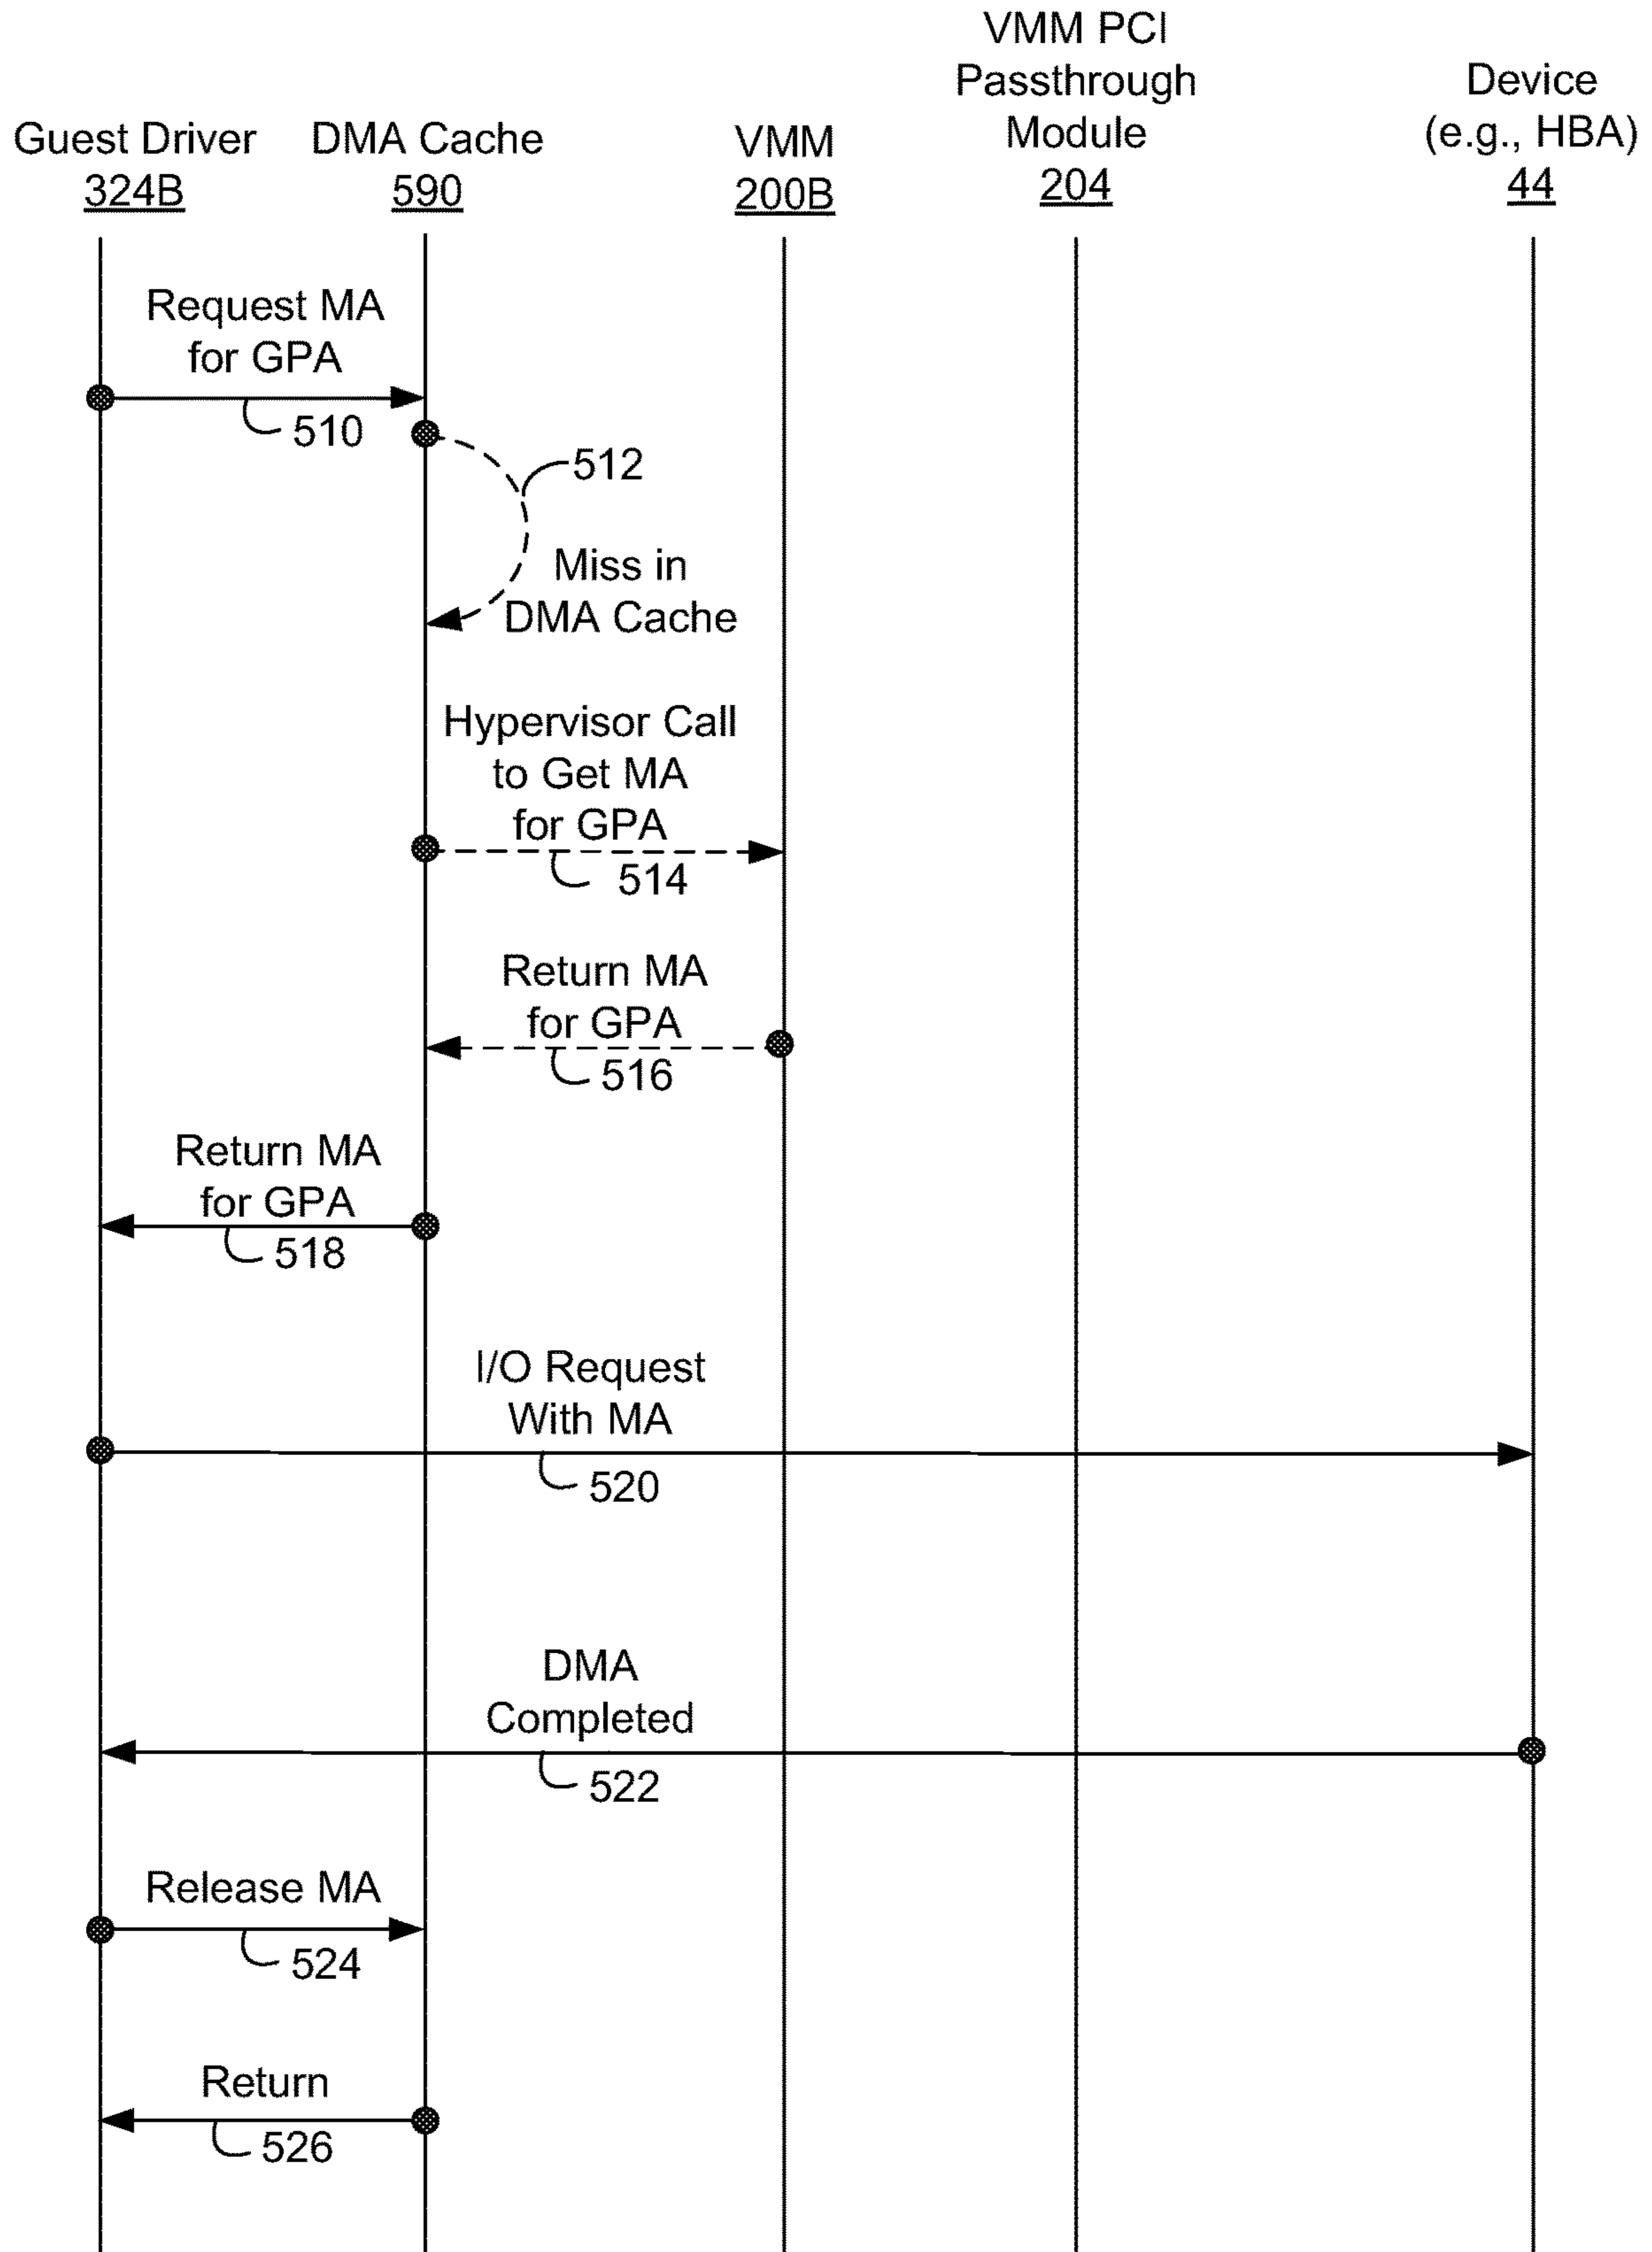 VMM PCI
Passthrough
Module
204
Device
(e.g., HBA)
44
Guest Driver
324B
DMA Cache
590
VMM
200B
Request MA
for GPA
510
512
Miss in
DMA Cache
Hypervisor Call
to Get MA
for GPA
514
Return MA
for GPA
516
Return MA
for GPA
518
I/O Request
With MA
520
DMA
Completed
522
Release MA
524
Return
526